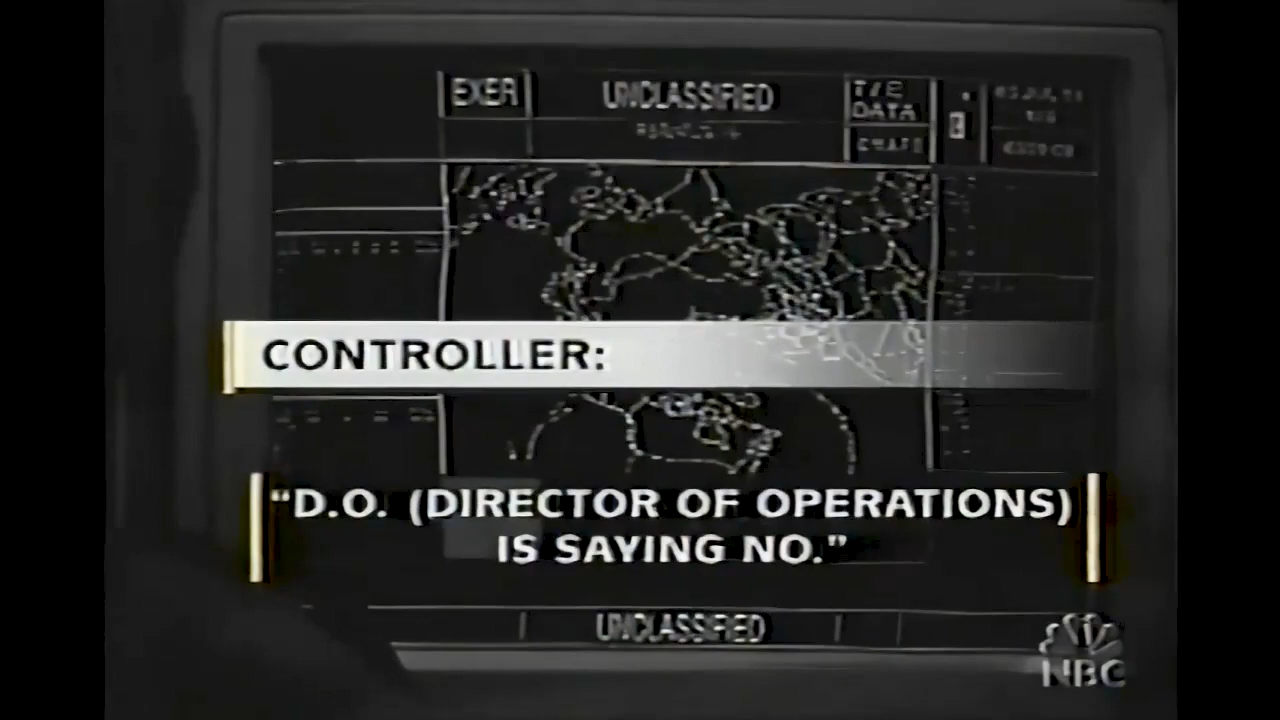 EXER
UNCLASSIFIED
T/E
DATA
CONTROLLER:
"D.O. (DIRECTOR OF OPERATIONS)
IS SAYING NO."
UNCLASSIFIED
NBC